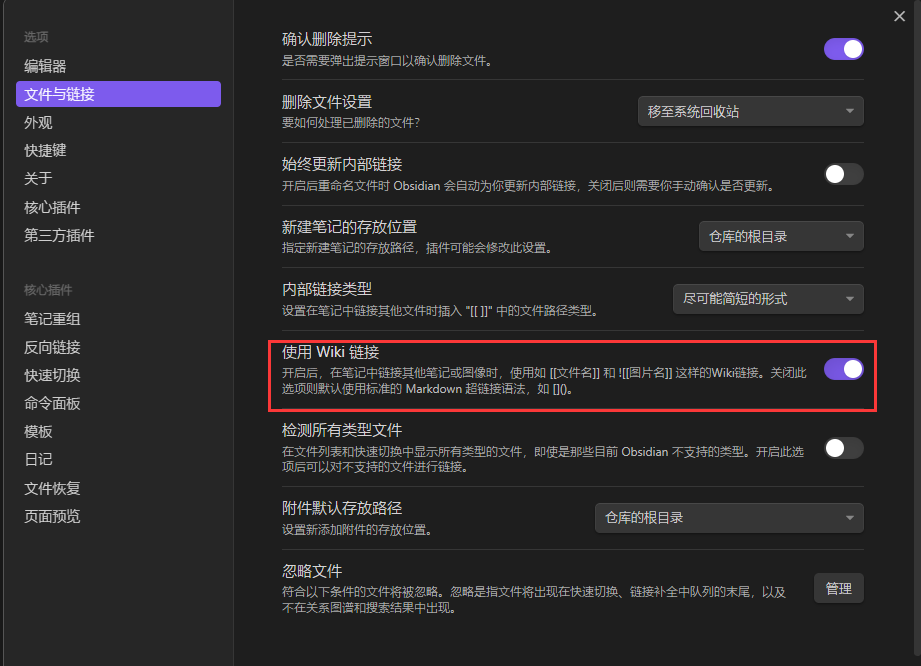 选项
编辑器
文件与链接
外观
快捷键
关于
核心插件
第三方插件
核心插件
笔记重组
反向链接
快速切换
命令面板
模板
日记
文件恢复
页面预览
确认删除提示
是否需要弹出提示窗口以确认删除文件。
删除文件设置
要如何处理已删除的文件?
移至系统回收站
始终更新内部链接
开启后重命名文件时 Obsidian 会自动为你更新内部链接，关闭后则需要你手动确认是否更新。
新建笔记的存放位置
指定新建笔记的存放路径，插件可能会修改此设置。
仓库的根目录
内部链接类型
设置在笔记中链接其他文件时插入 "[[ ]]" 中的文件路径类型。
尽可能简短的形式
使用 Wiki 链接
开启后，在笔记中链接其他笔记或图像时，使用如 [[文件名]] 和 ![[图片名]] 这样的Wiki链接。关闭此
选项则默认使用标准的 Markdown 超链接语法，如 []()。
检测所有类型文件
在文件列表和快速切换中显示所有类型的文件，即使是那些目前 Obsidian 不支持的类型。开启此选
项后可以对不支持的文件进行链接。
附件默认存放路径
设置新添加附件的存放位置。
仓库的根目录
忽略文件
符合以下条件的文件将被忽略。忽略是指文件将出现在快速切换、链接补全中队列的末尾，以及
不在关系图谱和搜索结果中出现。
管理